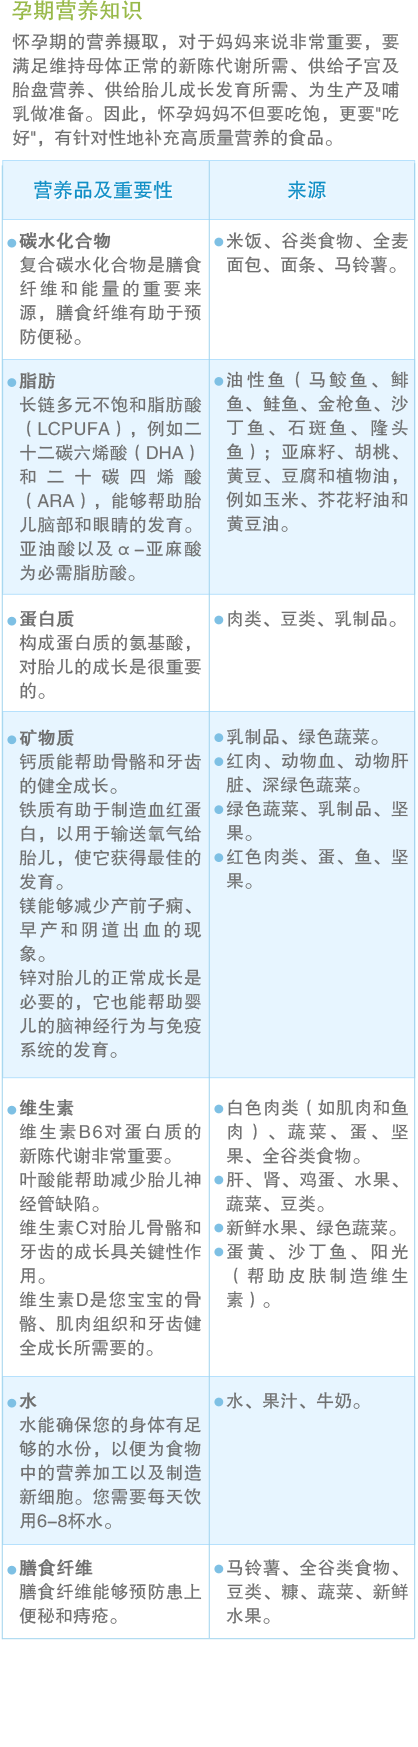 孕期营养知识
怀孕期的营养摄取，对于妈妈来说非常重要，要
满足维持母体正常的新陈代谢所需、供给子宫及
胎盘营养、供给胎儿成长发育所需、为生产及哺
乳做准备。因此，怀孕妈妈不但要吃饱，更要"吃
好"，有针对性地补充高质量营养的食品。
营养品及重要性
来源
●碳水化合物
复合碳水化合物是膳食
纤维和能量的重要来
源，膳食纤维有助于预
防便秘。
●米饭、谷类食物、全麦
面包、面条、马铃薯。
●脂肪
长链多元不饱和脂肪酸
（LCPUFA），例如二
十二碳六烯酸（DHA）
和二十碳四烯酸
（ARA），能够帮助胎
儿脑部和眼睛的发育。
亚油酸以及α-亚麻酸
为必需脂肪酸。
●油性鱼（马鲛鱼、鲱
鱼、鲑鱼、金枪鱼、沙
丁鱼、石斑鱼、隆头
鱼）；亚麻籽、胡桃、
黄豆、豆腐和植物油，
例如玉米、芥花籽油和
黄豆油。
●蛋白质
构成蛋白质的氨基酸，
对胎儿的成长是很重要
的。
●肉类、豆类、乳制品。
●矿物质
钙质能帮助骨骼和牙齿
的健全成长。
铁质有助于制造血红蛋
白，以用于输送氧气给
胎儿，使它获得最佳的
发育。
镁能够减少产前子痫、
早产和阴道出血的现
象。
锌对胎儿的正常成长是
必要的，它也能帮助婴
儿的脑神经行为与免疫
系统的发育。
●乳制品、绿色蔬菜。
●红肉、动物血、动物肝
脏、深绿色蔬菜。
●绿色蔬菜、乳制品、坚
果。
●红色肉类、蛋、鱼、坚
果。
●维生素
维生素B6对蛋白质的
新陈代谢非常重要。
叶酸能帮助减少胎儿神
经管缺陷。
维生素C对胎儿骨骼和
牙齿的成长具关键性作
用。
维生素D是您宝宝的骨
骼、肌肉组织和牙齿健
全成长所需要的。
●白色肉类（如肌肉和鱼
肉）、蔬菜、蛋、坚
果、全谷类食物。
●肝、肾、鸡蛋、水果、
蔬菜、豆类。
●新鲜水果、绿色蔬菜。
●蛋黄、沙丁鱼、阳光
（帮助皮肤制造维生
素）。
●水
水能确保您的身体有足
够的水份，以便为食物
中的营养加工以及制造
新细胞。您需要每天饮
用6-8杯水。
●水、果汁、牛奶。
●膳食纤维
膳食纤维能够预防患上
便秘和痔疮。
●马铃薯、全谷类食物、
豆类、糠、蔬菜、新鲜
水果。